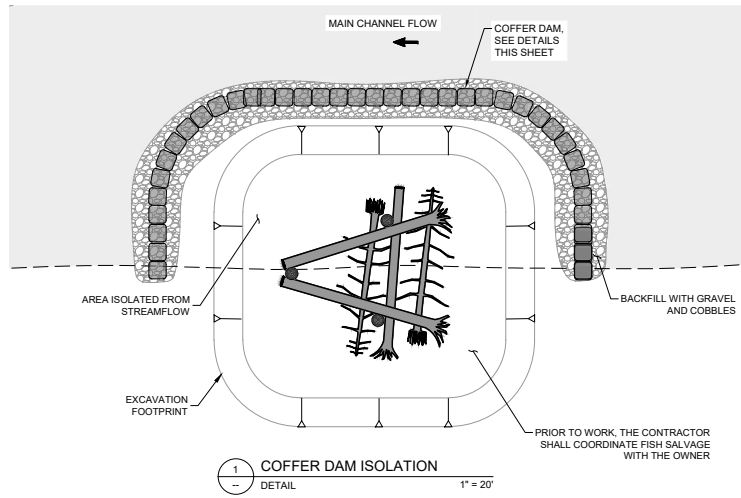 MAIN CHANNEL FLOW
COFFER DAM,
SEE DETAILS
THIS SHEET
AREA ISOLATED FROM
STREAMFLOW
BACKFILL WITH GRAVEL
AND COBBLES
EXCAVATION
FOOTPRINT
PRIOR TO WORK, THE CONTRACTOR
SHALL COORDINATE FISH SALVAGE
WITH THE OWNER
1
COFFER DAM ISOLATION
--
DETAIL
1" = 20'